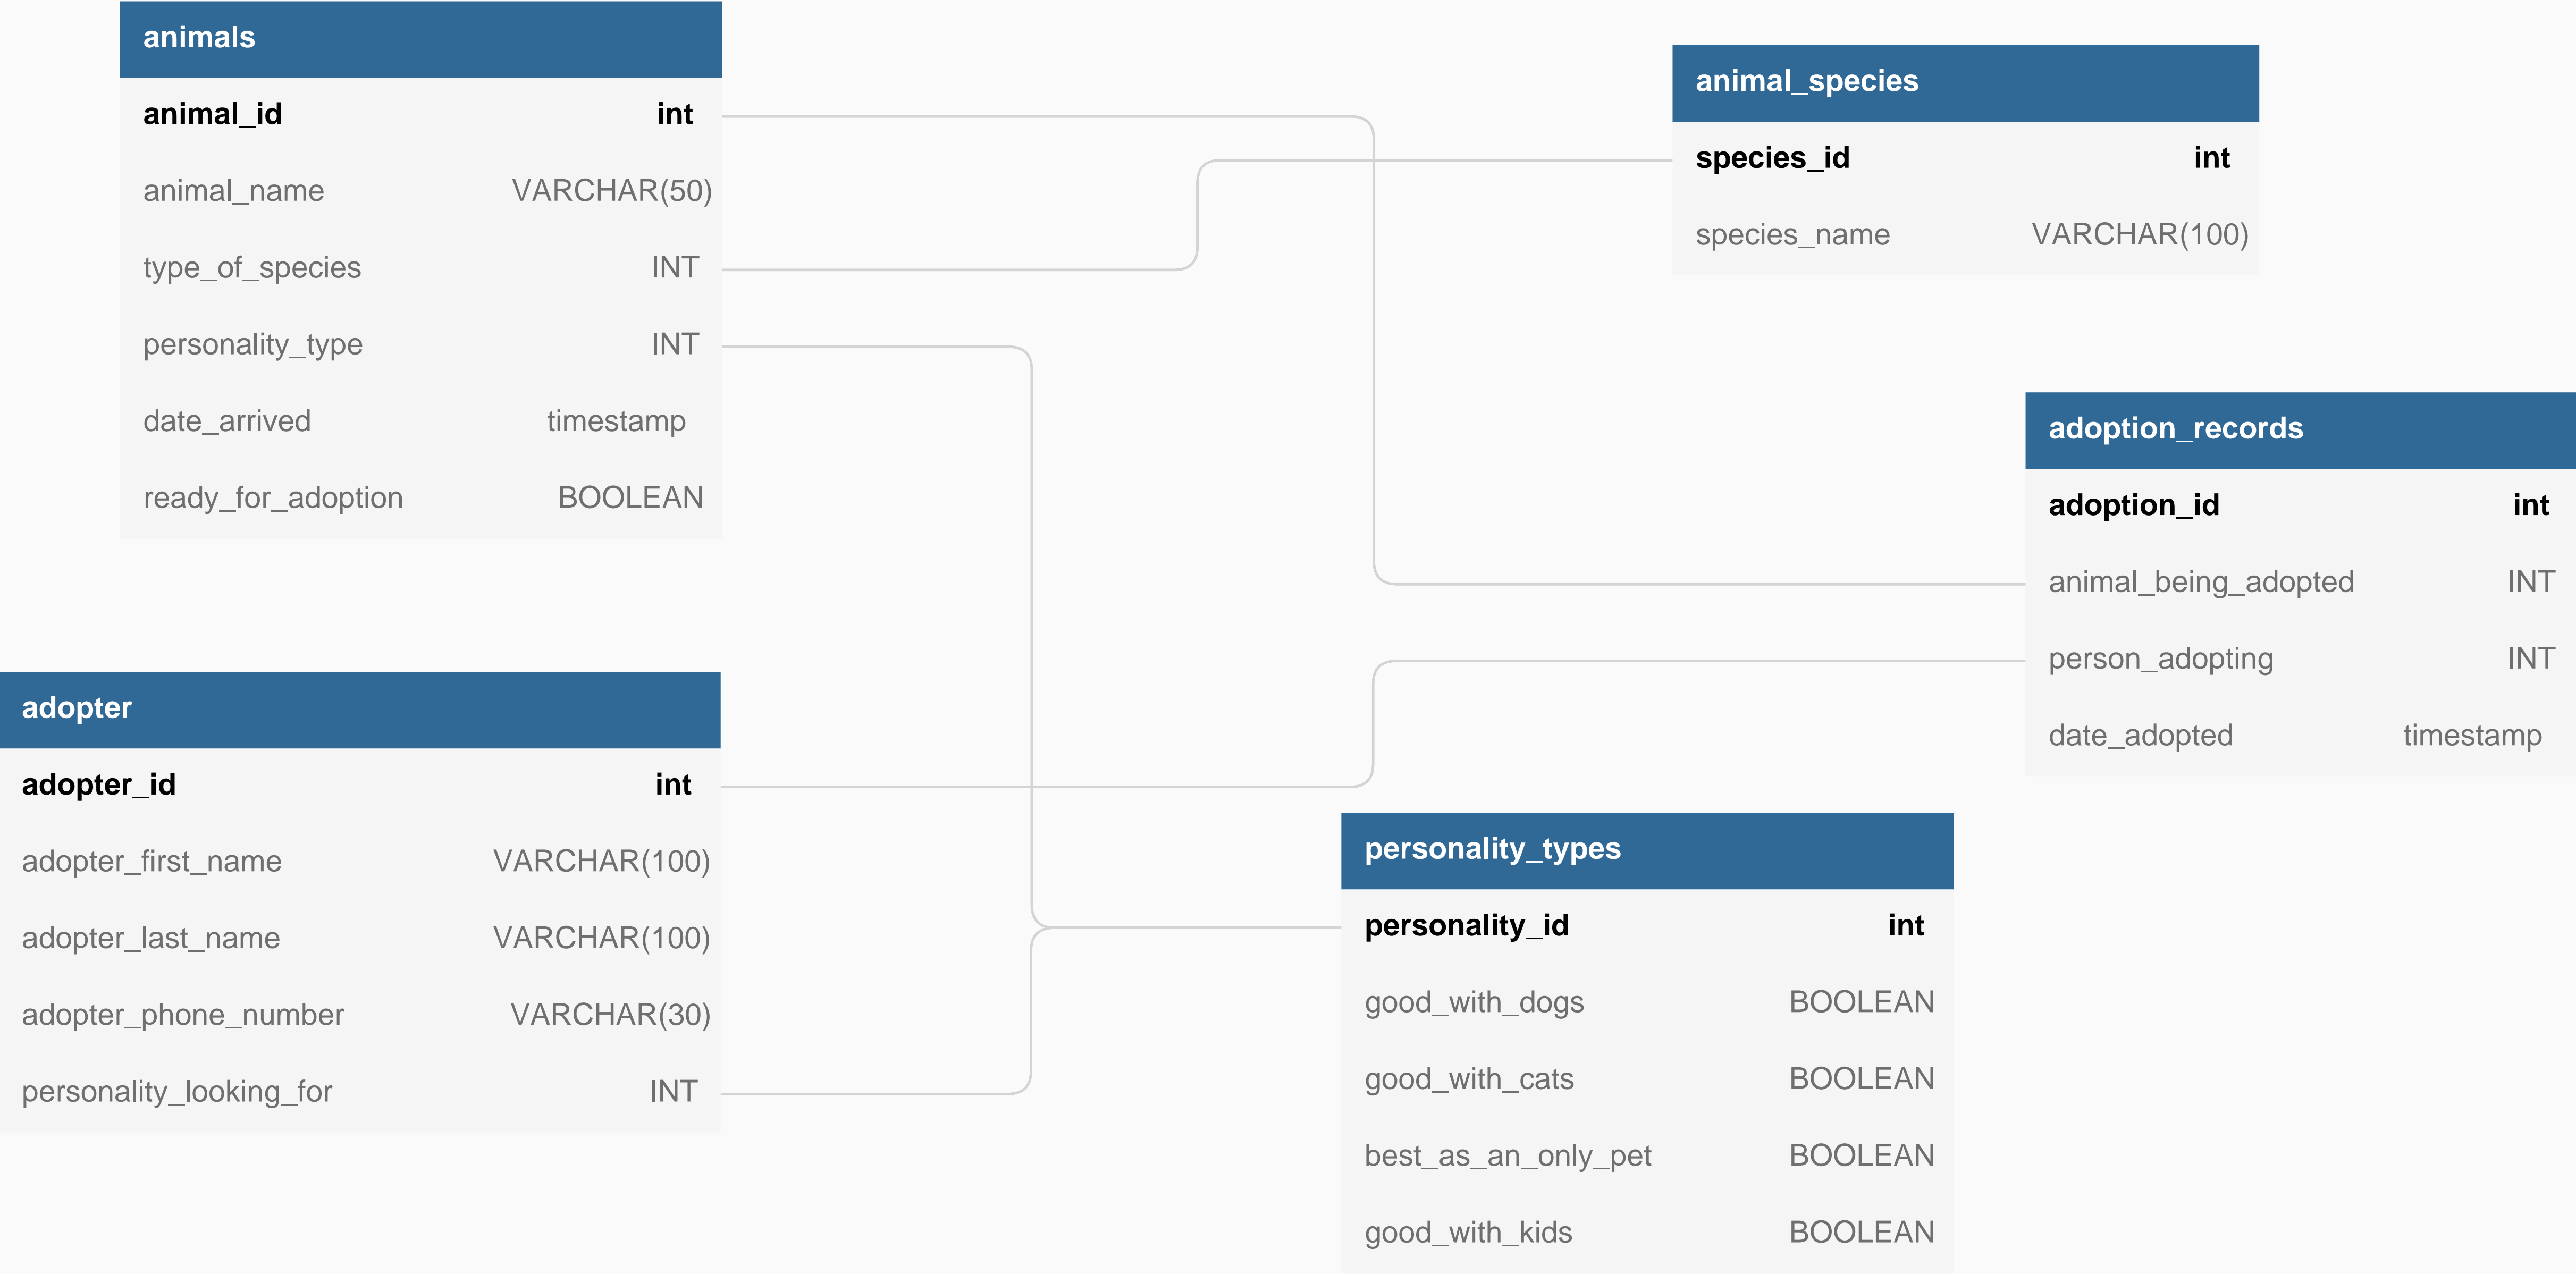 animals
animal_id int
animal_name VARCHAR(50)
type_of_species INT
personality_type INT
date_arrived timestamp
ready_for_adoption BOOLEAN
animal_species
species_id int
species_name VARCHAR(100)
adoption_records
adoption_id int
animal_being_adopted INT
person_adopting INT
date_adopted timestamp
adopter
adopter_id int
adopter_first_name VARCHAR(100)
adopter_last_name VARCHAR(100)
adopter_phone_number VARCHAR(30)
personality_looking_for INT
personality_types
personality_id int
good_with_dogs BOOLEAN
good_with_cats BOOLEAN
best_as_an_only_pet BOOLEAN
good_with_kids BOOLEAN